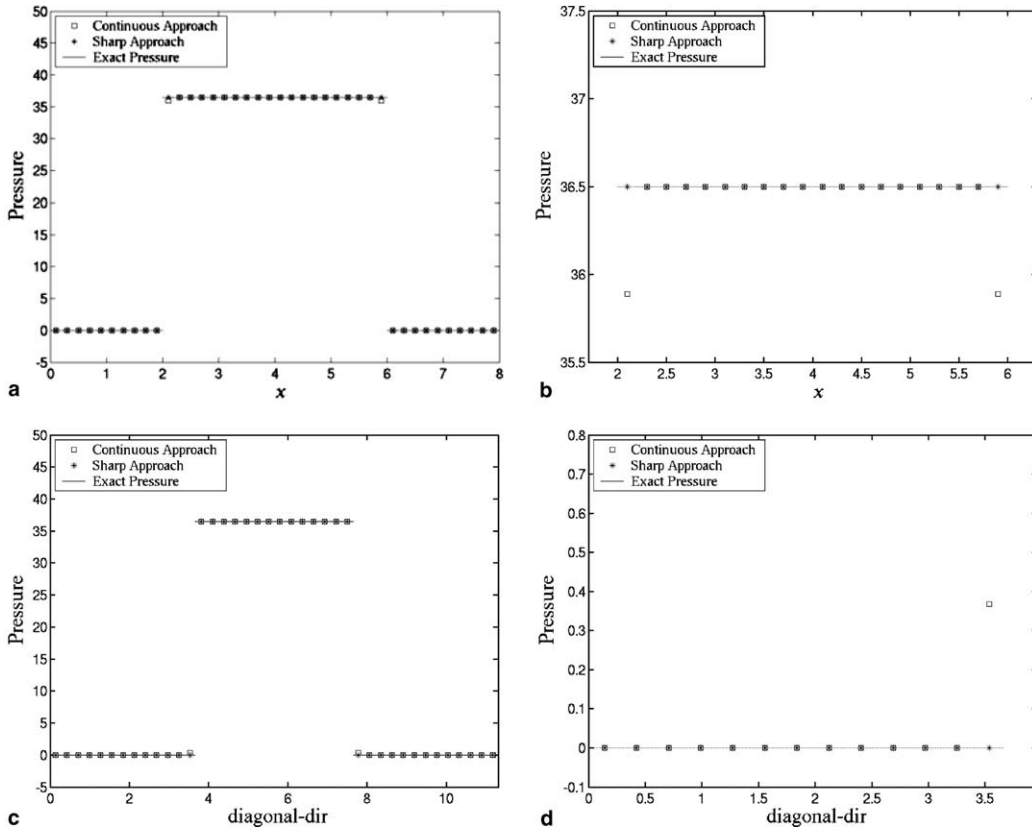 50
45
40
35
30
25
20
15
10
5
0
-5
Pressure
Continuous Approach
Sharp Approach
Exact Pressure
0 1 2 3 4 5 6 7 8
x
a
37.5
37
36.5
36
35.5
Pressure
Continuous Approach
Sharp Approach
Exact Pressure
2 2.5 3 3.5 4 4.5 5 5.5 6
x
b
50
45
40
35
30
25
20
15
10
5
0
-5
Pressure
Continuous Approach
Sharp Approach
Exact Pressure
0 2 4 6 8 10
diagonal-dir
c
0.8
0.7
0.6
0.5
0.4
0.3
0.2
0.1
0
-0.1
Pressure
Continuous Approach
Sharp Approach
Exact Pressure
0 0.5 1 1.5 2 2.5 3 3.5
diagonal-dir
d